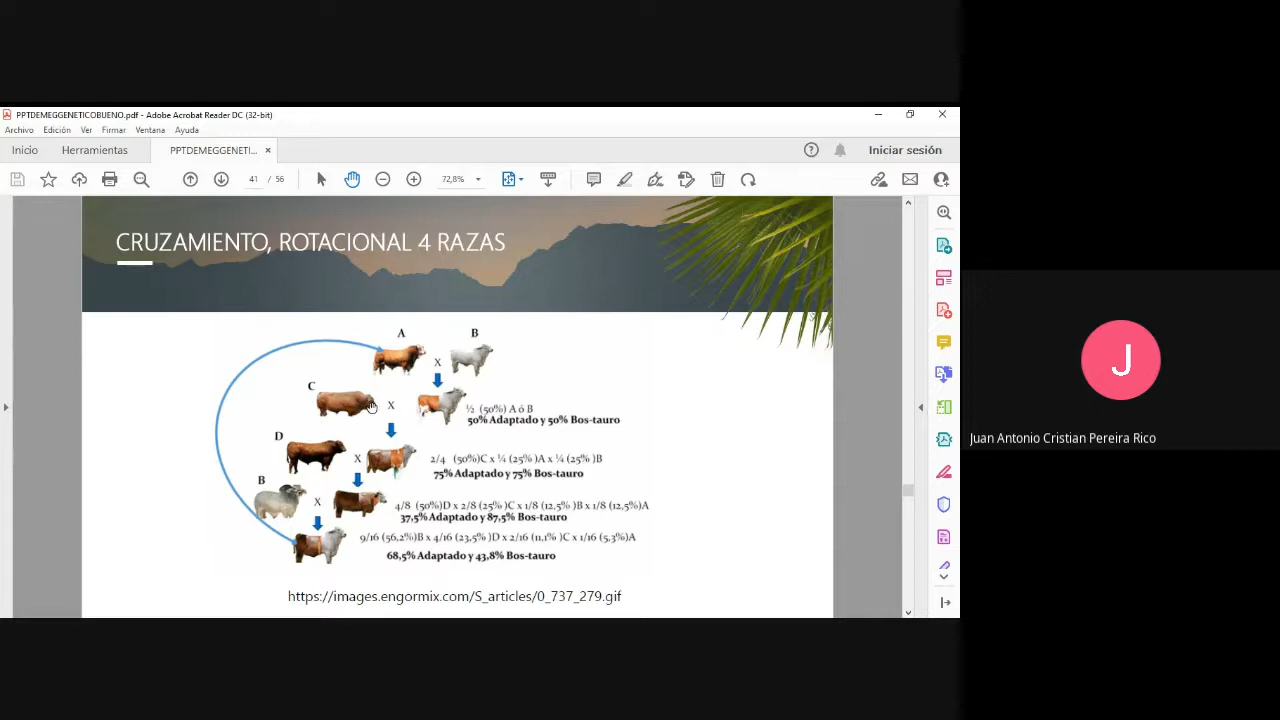 PPTDEMEGGENETICOBUENO.pdf - Adobe Acrobat Reader DC (32-bit)
Archivo Edición Ver Firmar Ventana Ayuda
Inicio Herramientas PPTDEMEGGENETI... × Iniciar sesión
41 / 56 72,8%
CRUZAMIENTO, ROTACIONAL 4 RAZAS
A B
X
C
X
½ (50%) A ó B
50% Adaptado y 50% Bos-tauro
D
X
2/4 (50%)C x ¼ (25% )A x ¼ (25% )B
75% Adaptado y 75% Bos-tauro
B
X
4/8 (50%)D x 2/8 (25% )C x 1/8 (12,5% )B x 1/8 (12,5%)A
37,5% Adaptado y 87,5% Bos-tauro
9/16 (56,2%)B x 4/16 (23,5% )D x 2/16 (11,1% )C x 1/16 (5,3%)A
68,5% Adaptado y 43,8% Bos-tauro
https://images.engormix.com/S_articles/0_737_279.gif
J
Juan Antonio Cristian Pereira Rico